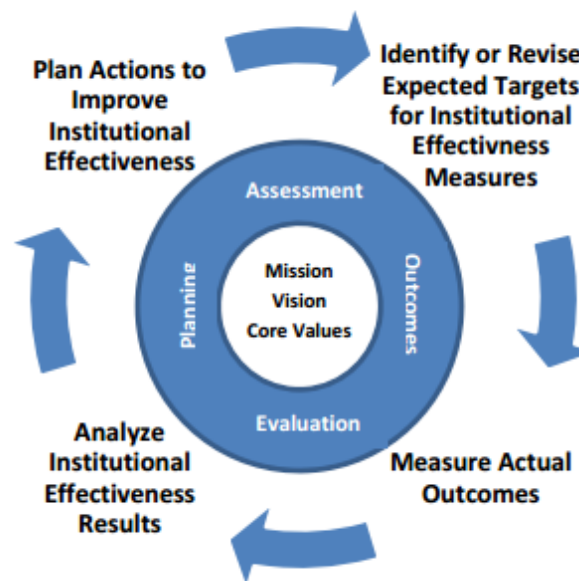 Plan Actions to
Improve
Institutional
Effectiveness
Identify or Revise
Expected Targets
for Institutional
Effectivness
Measures
Assessment
Planning
Mission
Vision
Core Values
Outcomes
Evaluation
Analyze
Institutional
Effectiveness
Results
Measure Actual
Outcomes